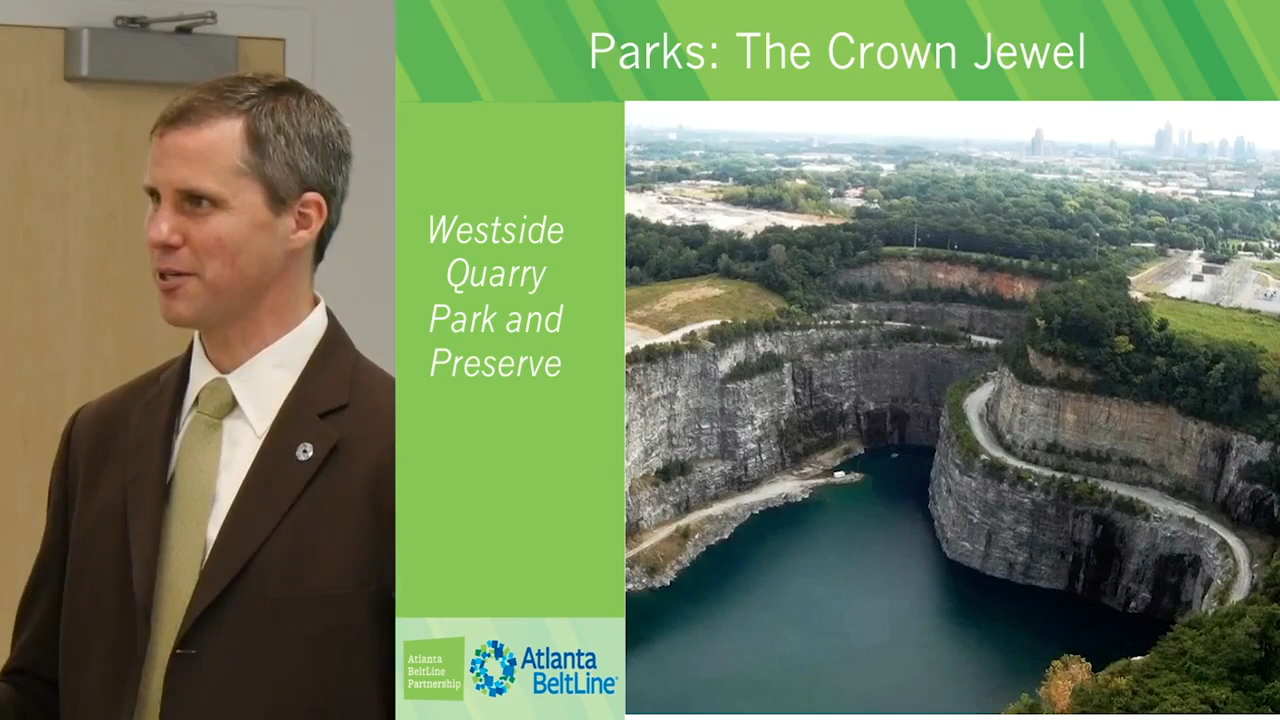 Parks: The Crown Jewel
Westside
Quarry
Park and
Preserve
Atlanta
BeltLine
Partnership
Atlanta
BeltLine®